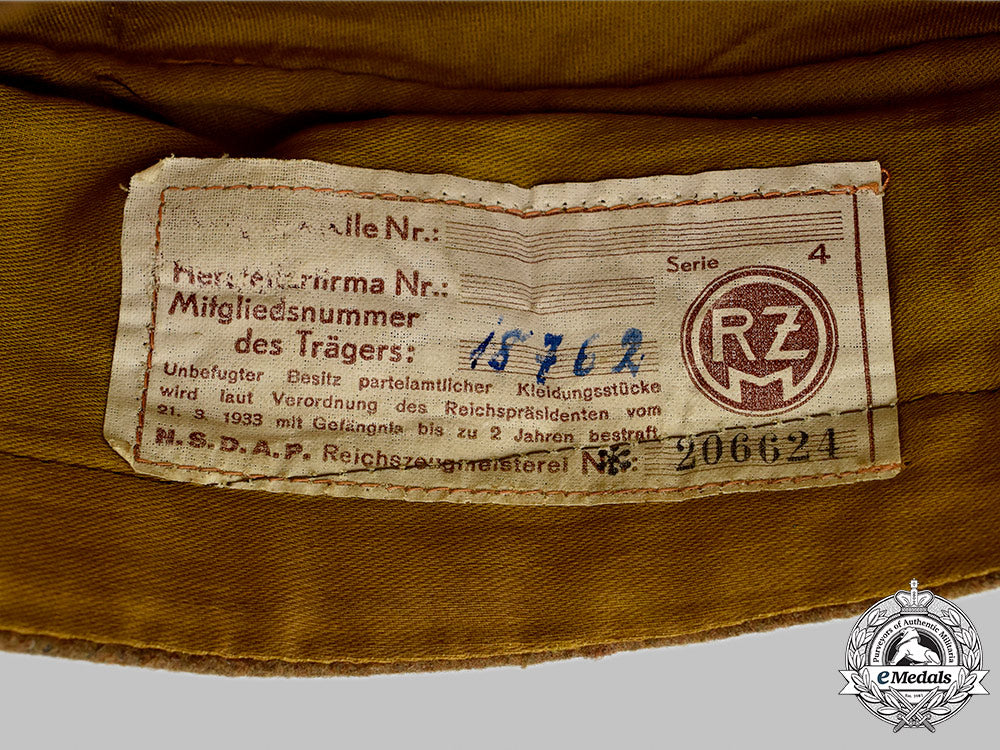 Nr.:
Serie 4
Herstellerfirma Nr.:
Mitgliedsnummer
des Trägers: 15762
RZM
Unbefugter Besitz parteiamtlicher Kleidungsstücke
wird laut Verordnung des Reichspräsidenten vom
21. 3. 1933 mit Gefängnis bis zu 2 Jahren bestraft
N.S.D.A.P. Reichszeugmeisterei Nr.: 206624
Purveyors of Authentic Militaria
eMedals